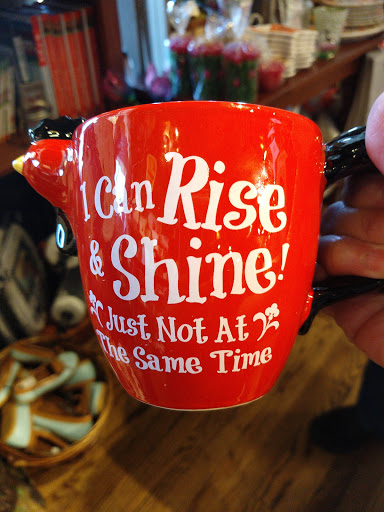 I Can Rise
& Shine!
Just Not At
The Same Time